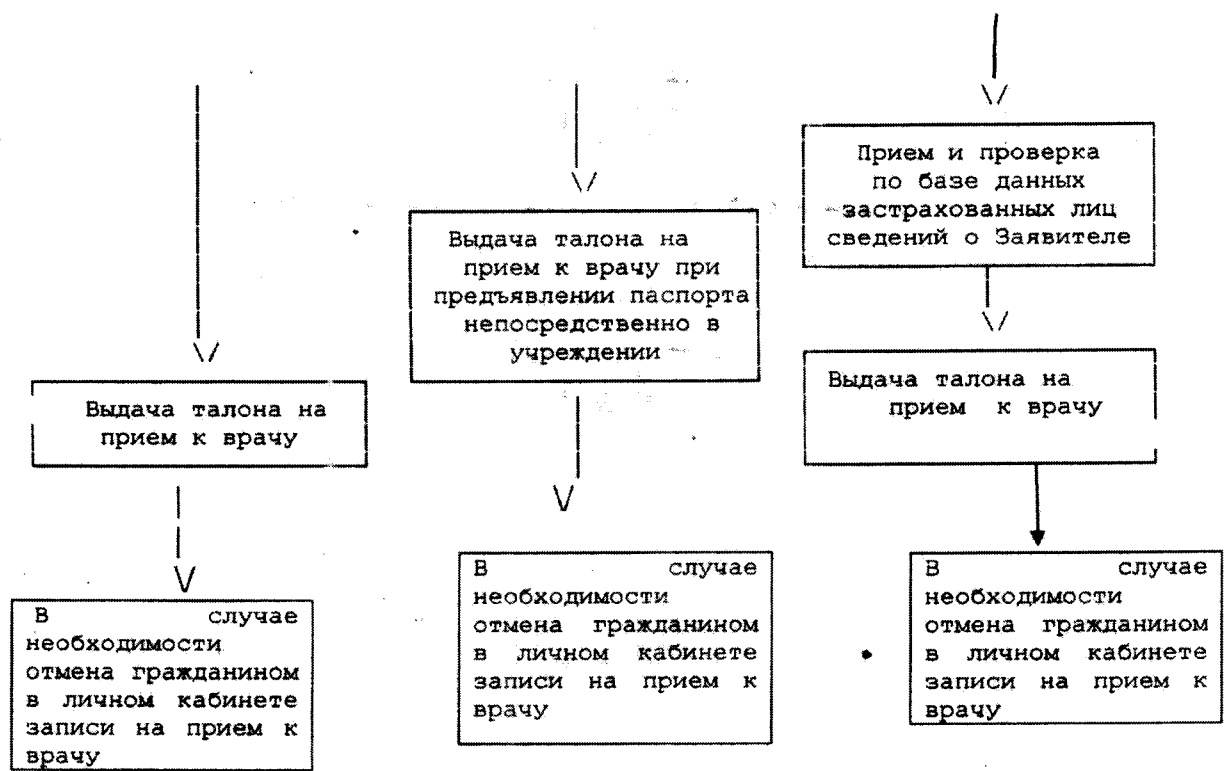 Прием и проверка
по базе данных
застрахованных лиц
сведений о Заявителе
Выдача талона на
прием к врачу при
предъявлении паспорта
непосредственно в
учреждении
Выдача талона на
прием к врачу
Выдача талона на
прием к врачу
В случае
необходимости
отмена гражданином
в личном кабинете
записи на прием к
врачу
В случае
необходимости
отмена гражданином
в личном кабинете
записи на прием к
врачу
В случае
необходимости
отмена гражданином
в личном кабинете
записи на прием к
врачу